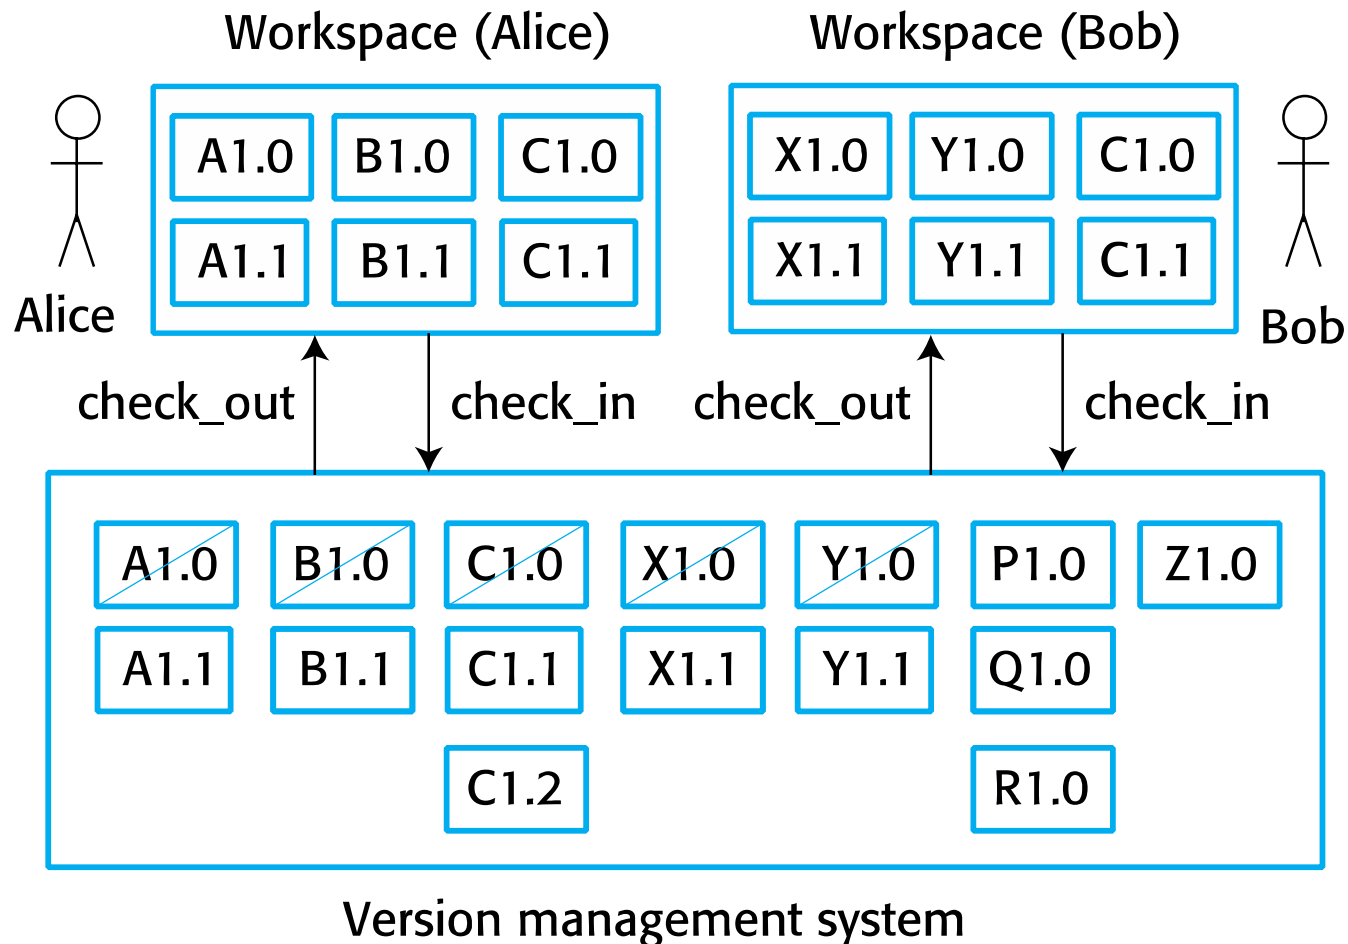 Workspace (Alice)
Workspace (Bob)
A1.0 B1.0 C1.0
A1.1 B1.1 C1.1
X1.0 Y1.0 C1.0
X1.1 Y1.1 C1.1
Alice
Bob
check_out
check_in
check_out
check_in
A1.0 B1.0 C1.0 X1.0 Y1.0 P1.0 Z1.0
A1.1 B1.1 C1.1 X1.1 Y1.1 Q1.0
C1.2 R1.0
Version management system